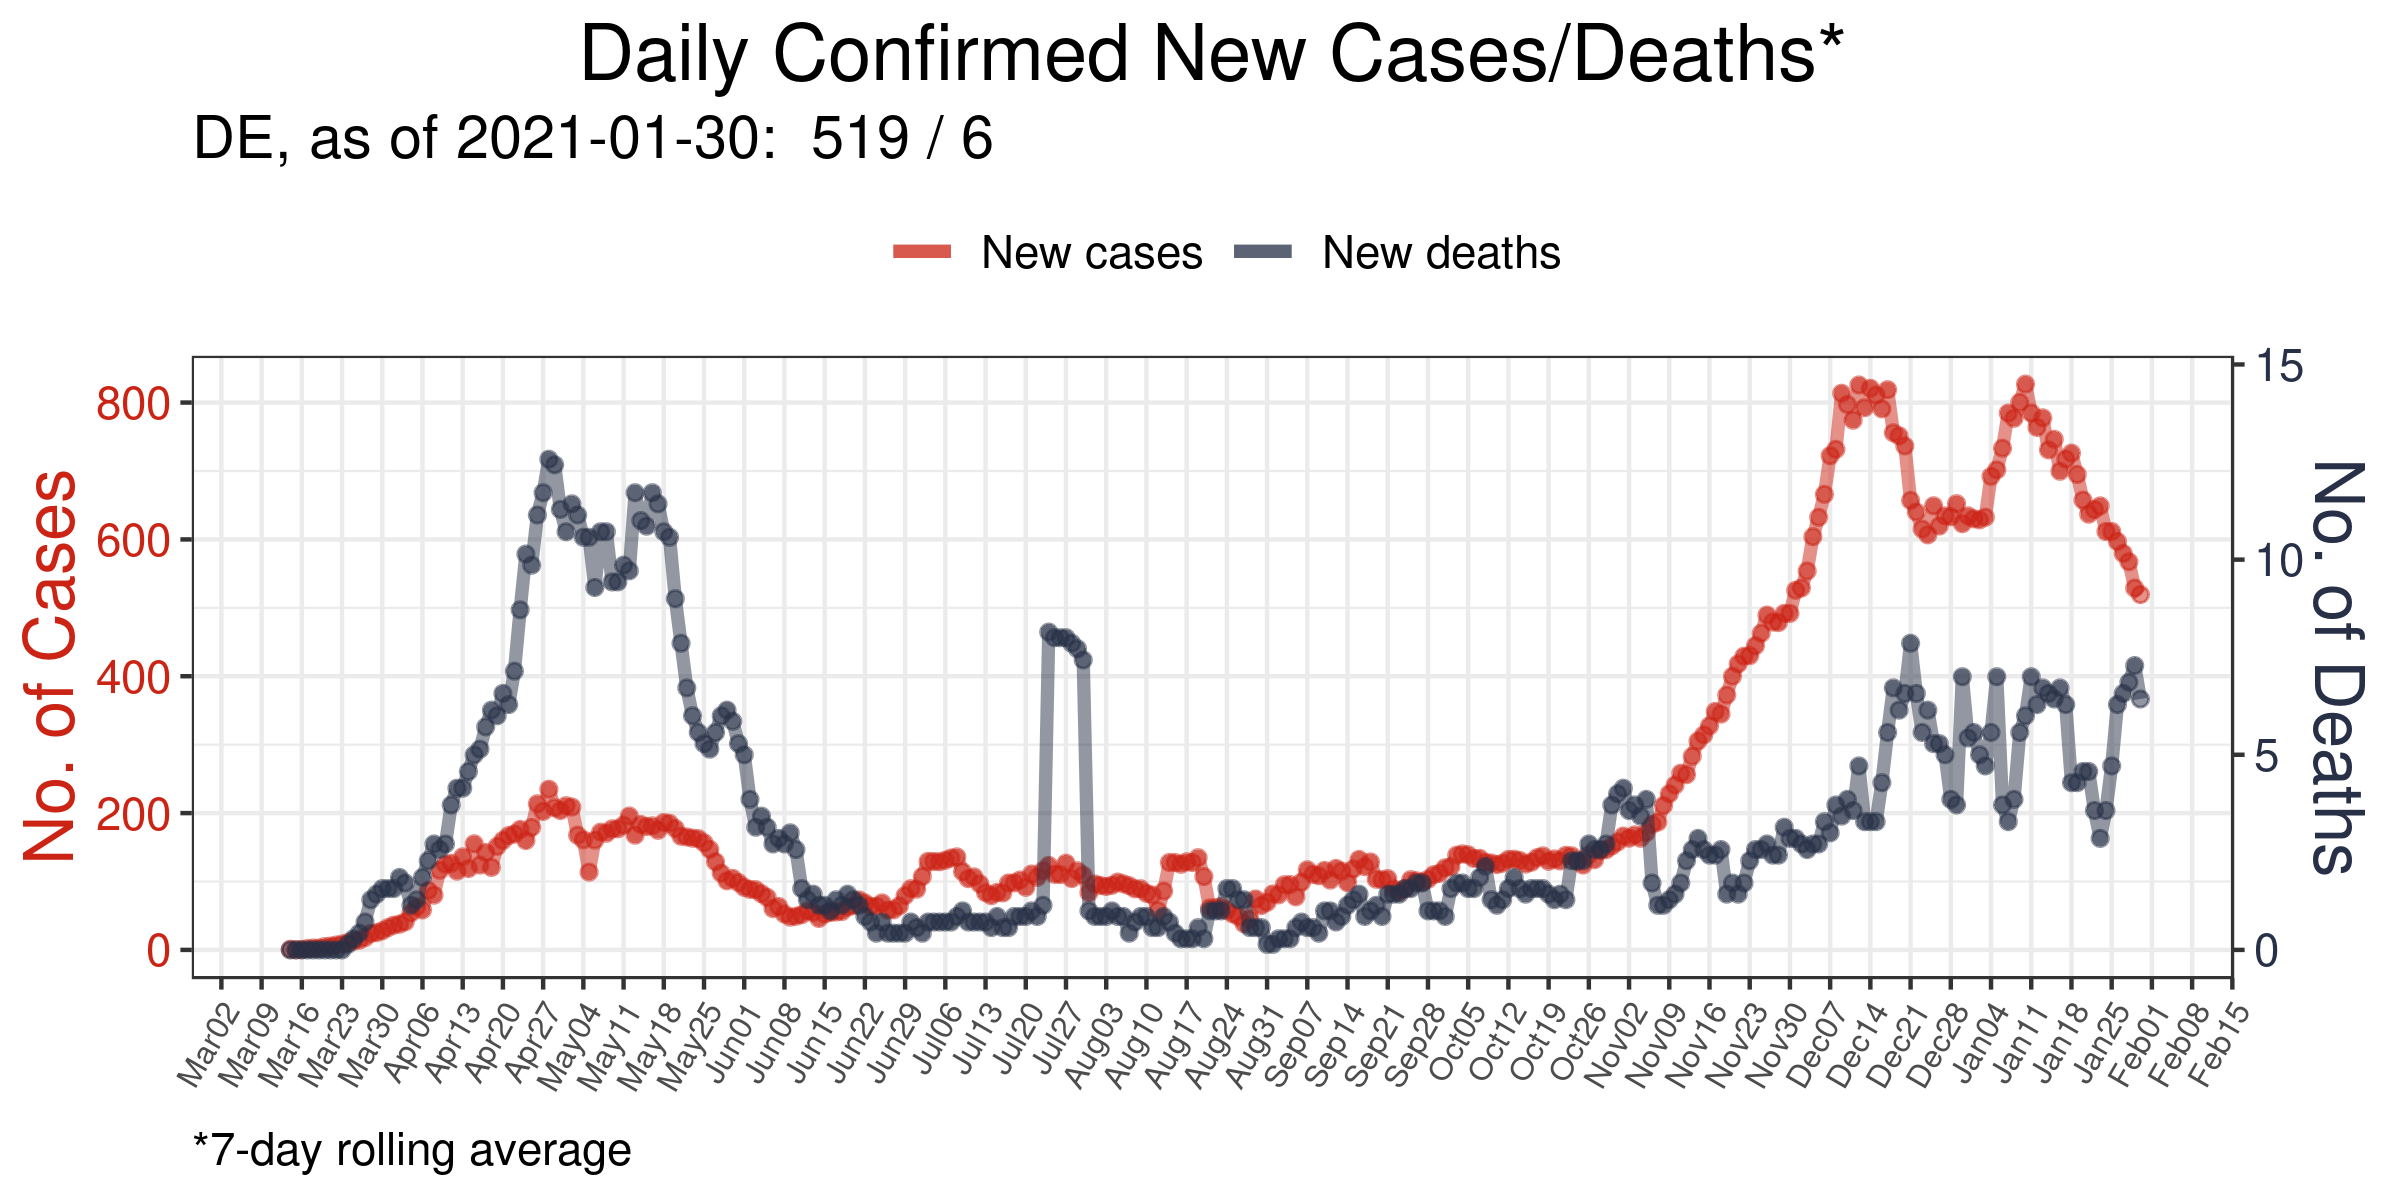 Daily Confirmed New Cases/Deaths*
DE, as of 2021-01-30:  519 / 6
New cases
New deaths
No. of Cases
800
600
400
200
0
15
10
5
0
No. of Deaths
Mar02
Mar09
Mar16
Mar23
Mar30
Apr06
Apr13
Apr20
Apr27
May04
May11
May18
May25
Jun01
Jun08
Jun15
Jun22
Jun29
Jul06
Jul13
Jul20
Jul27
Aug03
Aug10
Aug17
Aug24
Aug31
Sep07
Sep14
Sep21
Sep28
Oct05
Oct12
Oct19
Oct26
Nov02
Nov09
Nov16
Nov23
Nov30
Dec07
Dec14
Dec21
Dec28
Jan04
Jan11
Jan18
Jan25
Feb01
Feb08
Feb15
*7-day rolling average